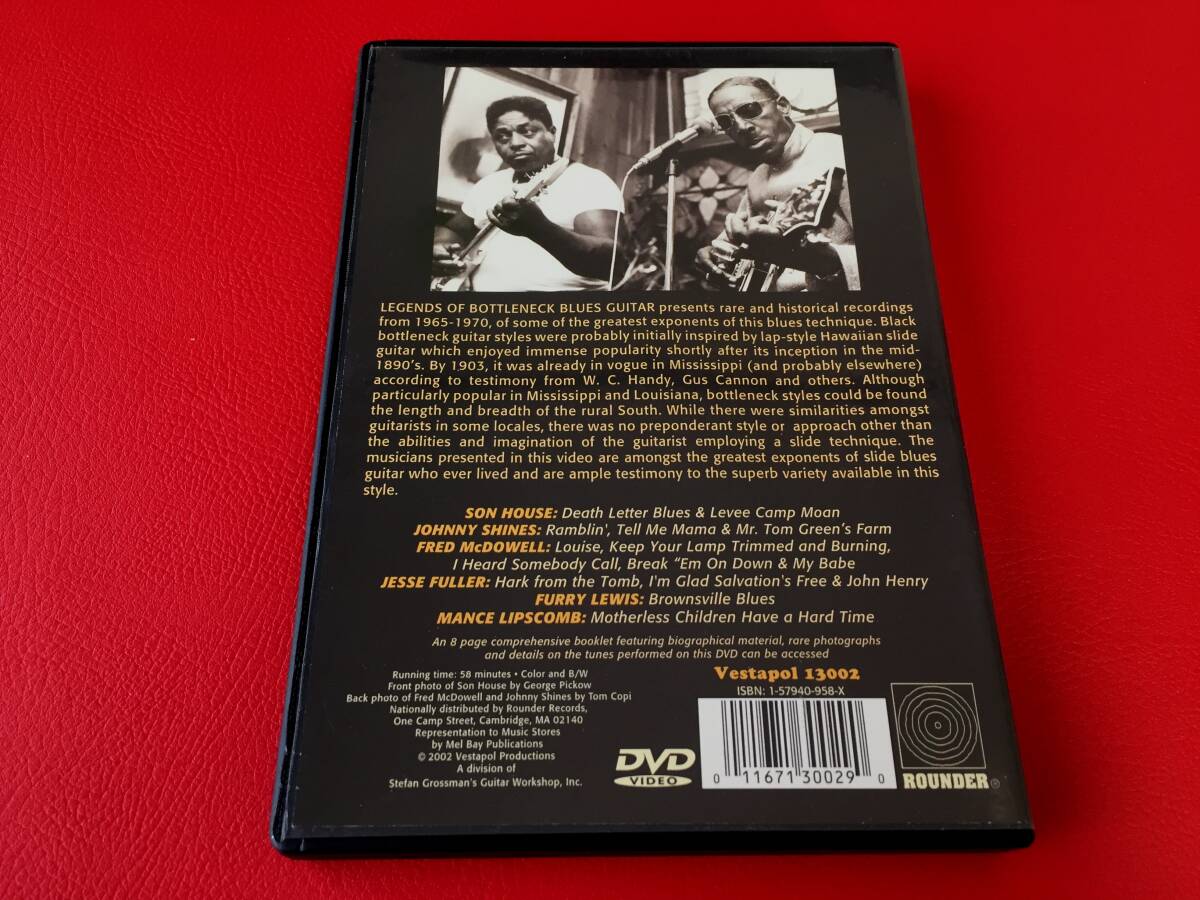 LEGENDS OF BOTTLENECK BLUES GUITAR presents rare and historical recordings
from 1965-1970, of some of the greatest exponents of this blues technique. Black
bottleneck guitar styles were probably initially inspired by lap-style Hawaiian slide
guitar which enjoyed immense popularity shortly after its inception in the mid-
1890's. By 1903, it was already in vogue in Mississippi (and probably elsewhere)
according to testimony from W. C. Handy, Gus Cannon and others. Although
particularly popular in Mississippi and Louisiana, bottleneck styles could be found
the length and breadth of the rural South. While there were similarities amongst
guitarists in some locales, there was no preponderant style or approach other than
the abilities and imagination of the guitarist employing a slide technique. The
musicians presented in this video are amongst the greatest exponents of slide blues
guitar who ever lived and are ample testimony to the superb variety available in this
style.
SON HOUSE: Death Letter Blues & Levee Camp Moan
JOHNNY SHINES: Ramblin', Tell Me Mama & Mr. Tom Green's Farm
FRED McDOWELL: Louise, Keep Your Lamp Trimmed and Burning,
I Heard Somebody Call, Break “Em On Down & My Babe
JESSE FULLER: Hark from the Tomb, I'm Glad Salvation's Free & John Henry
FURRY LEWIS: Brownsville Blues
MANCE LIPSCOMB: Motherless Children Have a Hard Time
An 8 page comprehensive booklet featuring biographical material, rare photographs
and details on the tunes performed on this DVD can be accessed
Running time: 58 minutes • Color and B/W
Front photo of Son House by George Pickow
Back photo of Fred McDowell and Johnny Shines by Tom Copi
Nationally distributed by Rounder Records,
One Camp Street, Cambridge, MA 02140
Representation to Music Stores
by Mel Bay Publications
© 2002 Vestapol Productions
A division of
Stefan Grossman's Guitar Workshop, Inc.
Vestapol 13002
ISBN: 1-57940-958-X
DVD
VIDEO
0 11671 30029 0
ROUNDER®